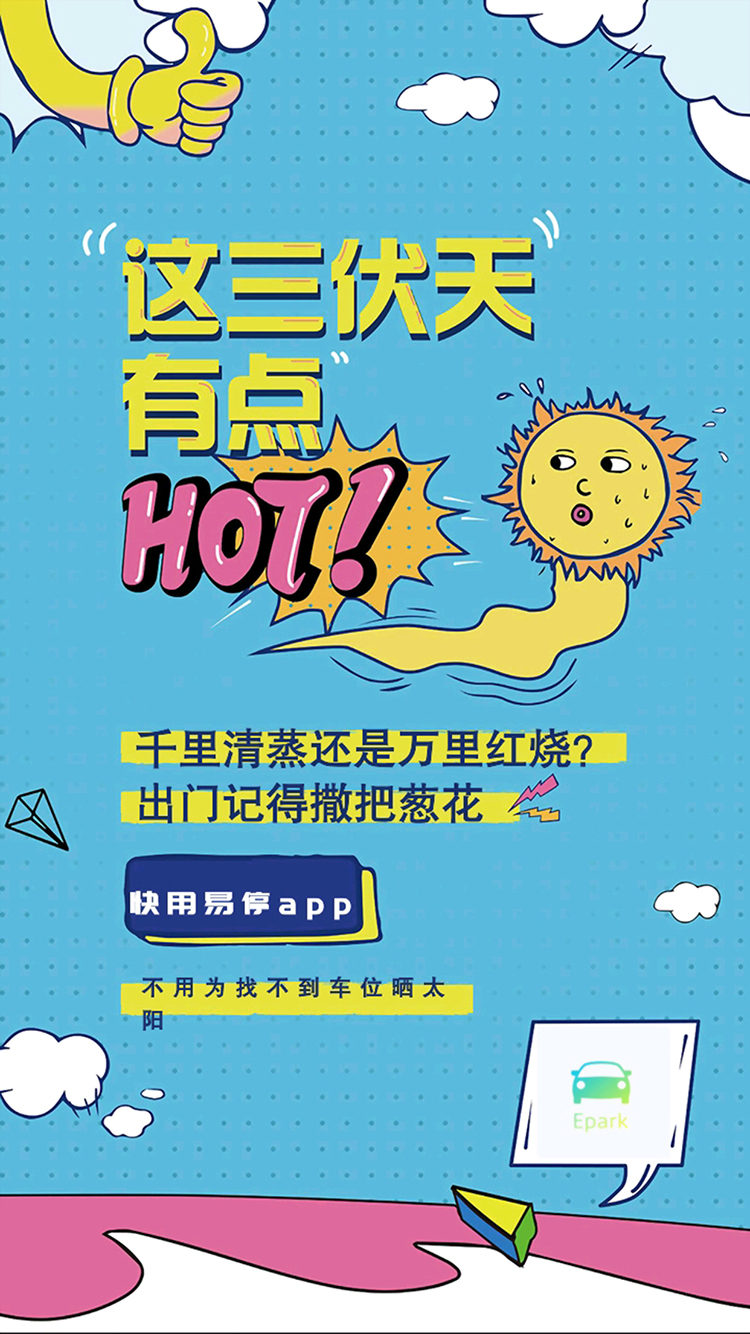 这三伏天
有点
HOT!
千里清蒸还是万里红烧?
出门记得撒把葱花
快用易停app
不用为找不到车位晒太
阳
Epark